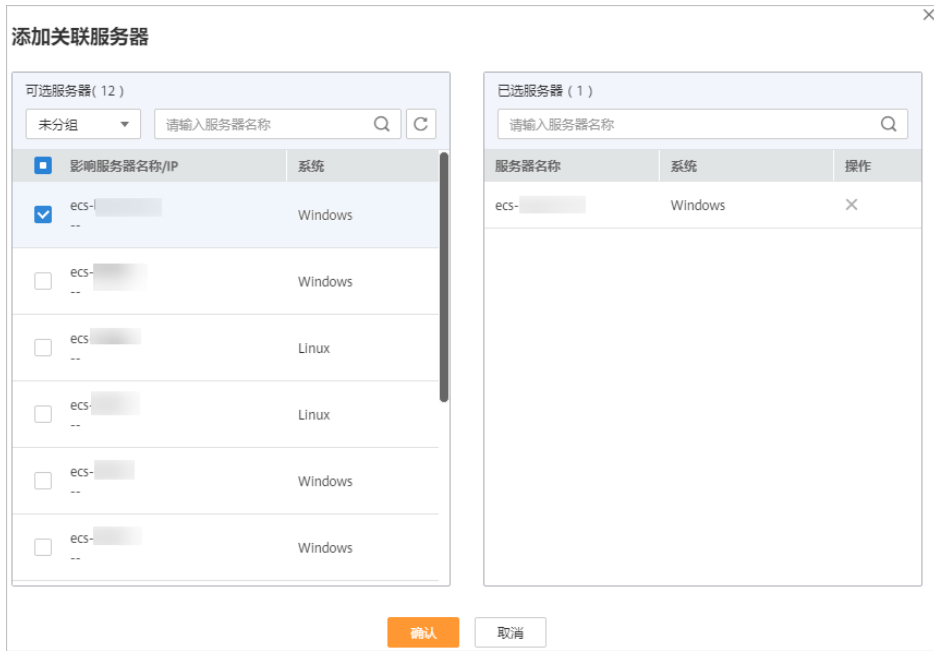 添加关联服务器
可选服务器( 12 )
未分组
请输入服务器名称
影响服务器名称/IP 系统
ecs-
--
Windows
ecs-
--
Windows
ecs
--
Linux
ecs-
--
Linux
ecs-
--
Windows
ecs-
--
Windows
已选服务器 ( 1 )
请输入服务器名称
服务器名称 系统 操作
ecs- Windows
确认 取消